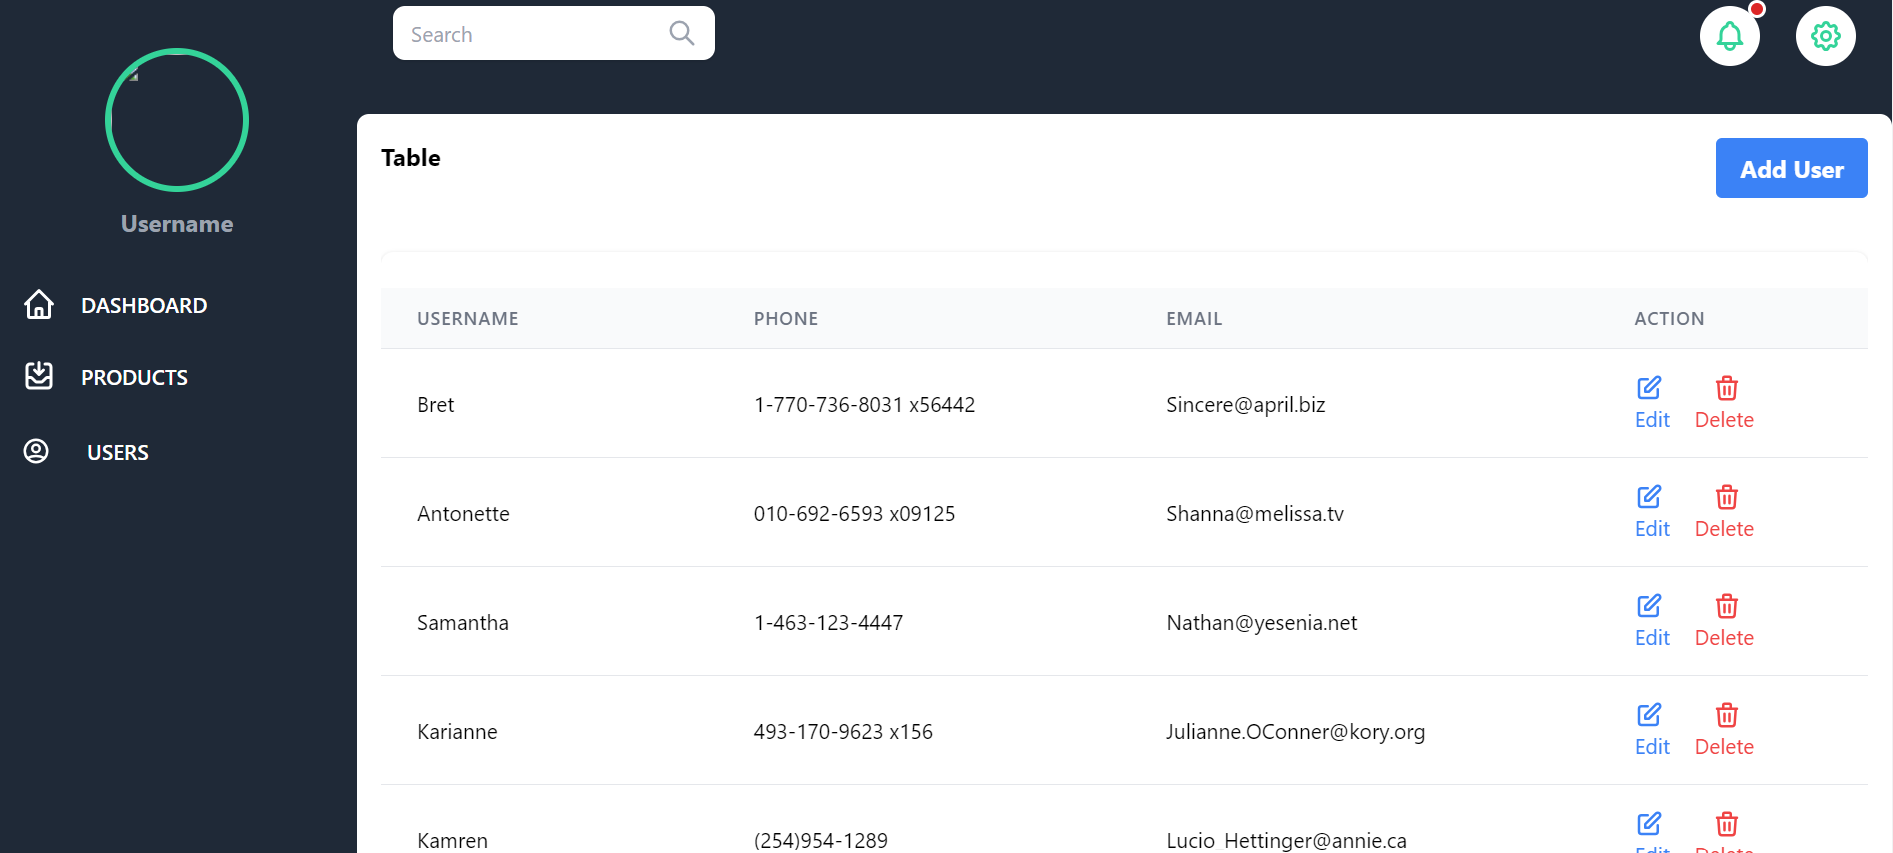 Search
Username
DASHBOARD
PRODUCTS
USERS
Table
Add User
USERNAME PHONE EMAIL ACTION
Bret 1-770-736-8031 x56442 Sincere@april.biz Edit Delete
Antonette 010-692-6593 x09125 Shanna@melissa.tv Edit Delete
Samantha 1-463-123-4447 Nathan@yesenia.net Edit Delete
Karianne 493-170-9623 x156 Julianne.OConner@kory.org Edit Delete
Kamren (254)954-1289 Lucio_Hettinger@annie.ca Edit Delete